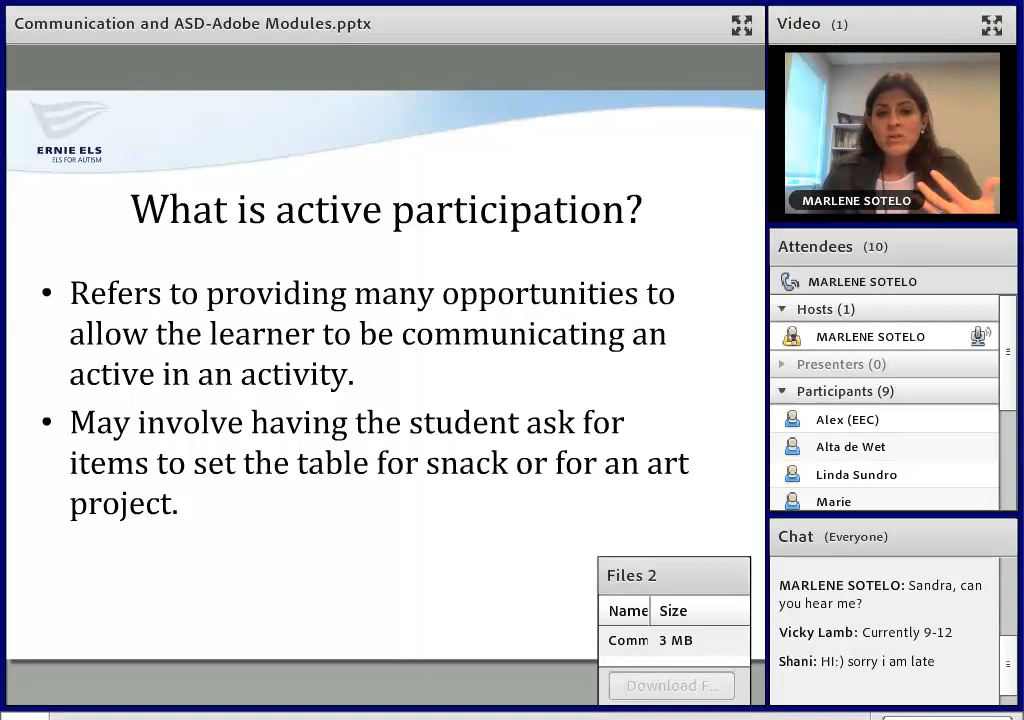 Communication and ASD-Adobe Modules.pptx
ERNIE ELS
ELS FOR AUTISM
What is active participation?
• Refers to providing many opportunities to
allow the learner to be communicating an
active in an activity.
• May involve having the student ask for
items to set the table for snack or for an art
project.
Files 2
Name Size
Comm 3 MB
Download F...
Video (1)
MARLENE SOTELO
Attendees (10)
MARLENE SOTELO
Hosts (1)
MARLENE SOTELO
Presenters (0)
Participants (9)
Alex (EEC)
Alta de Wet
Linda Sundro
Marie
Chat (Everyone)
MARLENE SOTELO: Sandra, can
you hear me?
Vicky Lamb: Currently 9-12
Shani: HI:) sorry i am late